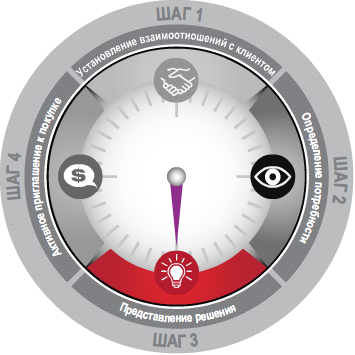 ШАГ 1
Установление взаимоотношений с клиентом
ШАГ 2
Определение потребности
ШАГ 3
Представление решения
ШАГ 4
Активное приглашение к покупке
$